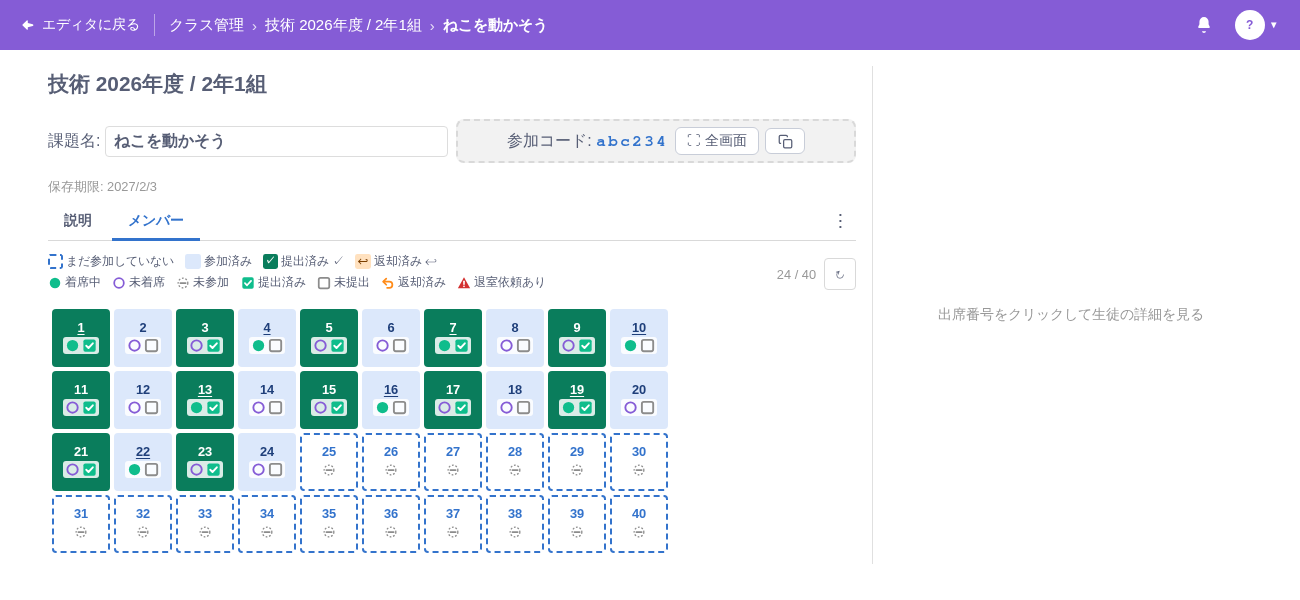 エディタに戻る クラス管理 › 技術 2026年度 / 2年1組 › ねこを動かそう ? ▾
技術 2026年度 / 2年1組
課題名: ねこを動かそう 参加コード: abc234 全画面
保存期限: 2027/2/3
説明 メンバー ⋮
まだ参加していない 参加済み 提出済み ✓ 返却済み ↩
着席中 未着席 未参加 提出済み 未提出 返却済み 退室依頼あり
24 / 40
出席番号をクリックして生徒の詳細を見る
1 2 3 4 5 6 7 8 9 10
11 12 13 14 15 16 17 18 19 20
21 22 23 24 25 26 27 28 29 30
31 32 33 34 35 36 37 38 39 40